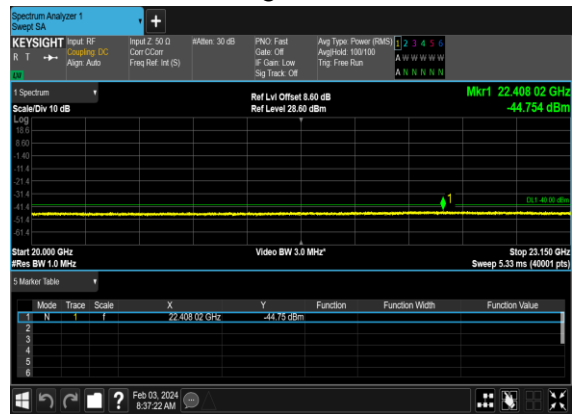 Spectrum Analyzer 1
Swept SA
+
KEYSIGHT Input: RF Input Z: 50 Ω #Atten: 30 dB PNO: Fast Avg Type: Power (RMS) 1 2 3 4 5 6
R T Coupling: DC Corr CCorr Gate: Off Avg|Hold: 100/100 A W W W W W
Align: Auto Freq Ref: Int (S) IF Gain: Low Trig: Free Run
LW Sig Track: Off A N N N N N
1 Spectrum Ref Lvl Offset 8.60 dB Mkr1 22.408 02 GHz
Scale/Div 10 dB Ref Level 28.60 dBm -44.754 dBm
Log
18.6
8.60
-1.40
-11.4
-21.4
-31.4
1
DL1 -40.00 dBm
-41.4
-51.4
-61.4
Start 20.000 GHz Video BW 3.0 MHz* Stop 23.150 GHz
#Res BW 1.0 MHz Sweep 5.33 ms (40001 pts)
5 Marker Table
Mode Trace Scale X Y Function Function Width Function Value
1 N 1 f 22.408 02 GHz -44.75 dBm
2
3
4
5
6
? Feb 03, 2024
8:37:22 AM